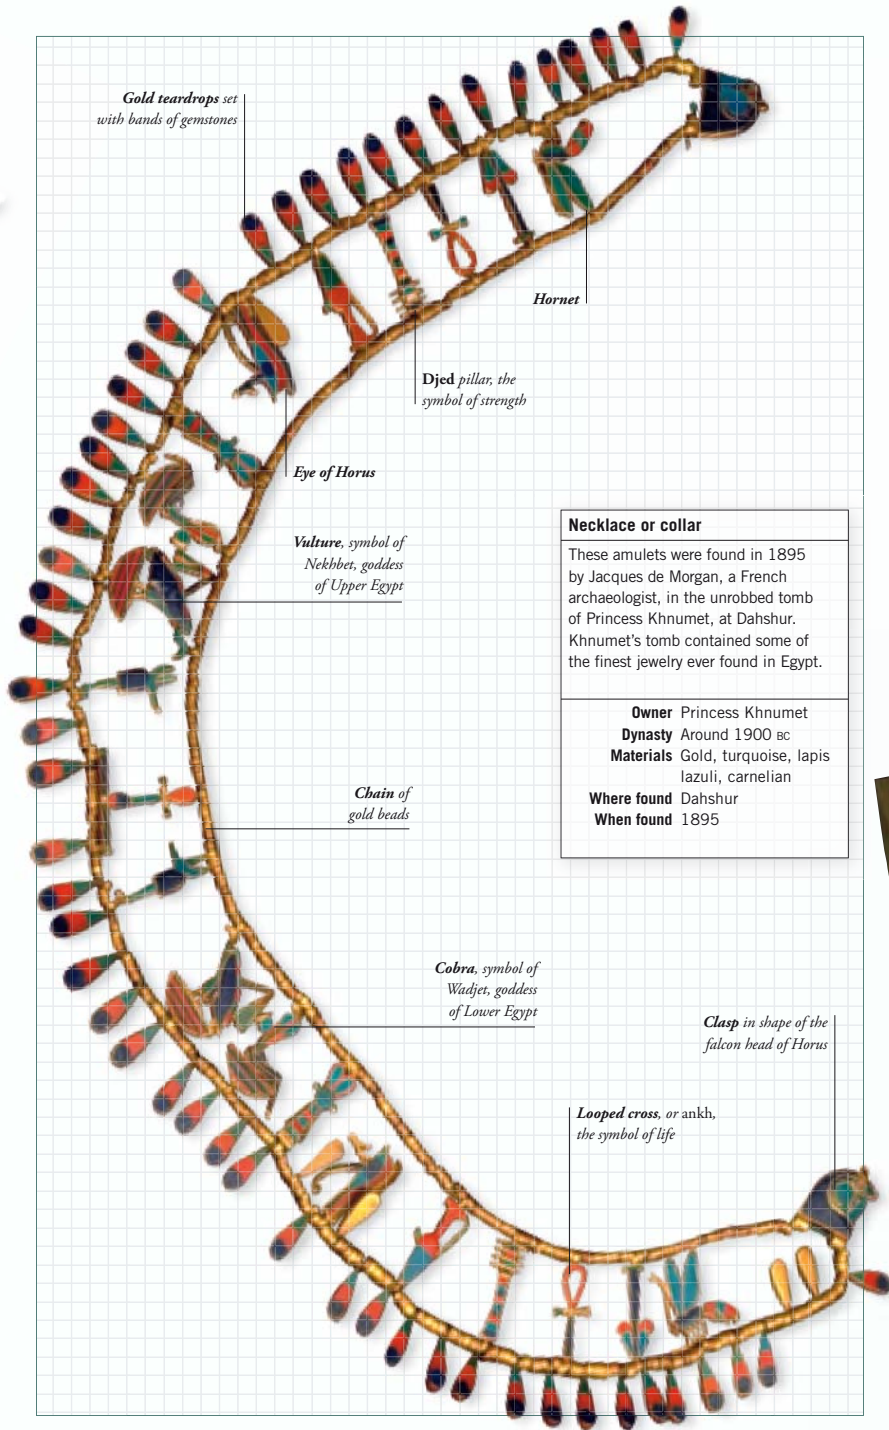 Gold teardrops set
with bands of gemstones
Hornet
Djed pillar, the
symbol of strength
Eye of Horus
Vulture, symbol of
Nekhbet, goddess
of Upper Egypt
Necklace or collar
These amulets were found in 1895
by Jacques de Morgan, a French
archaeologist, in the unrobbed tomb
of Princess Khnumet, at Dahshur.
Khnumet's tomb contained some of
the finest jewelry ever found in Egypt.
Owner Princess Khnumet
Dynasty Around 1900 BC
Materials Gold, turquoise, lapis
lazuli, carnelian
Where found Dahshur
When found 1895
Chain of
gold beads
Cobra, symbol of
Wadjet, goddess
of Lower Egypt
Clasp in shape of the
falcon head of Horus
Looped cross, or ankh,
the symbol of life